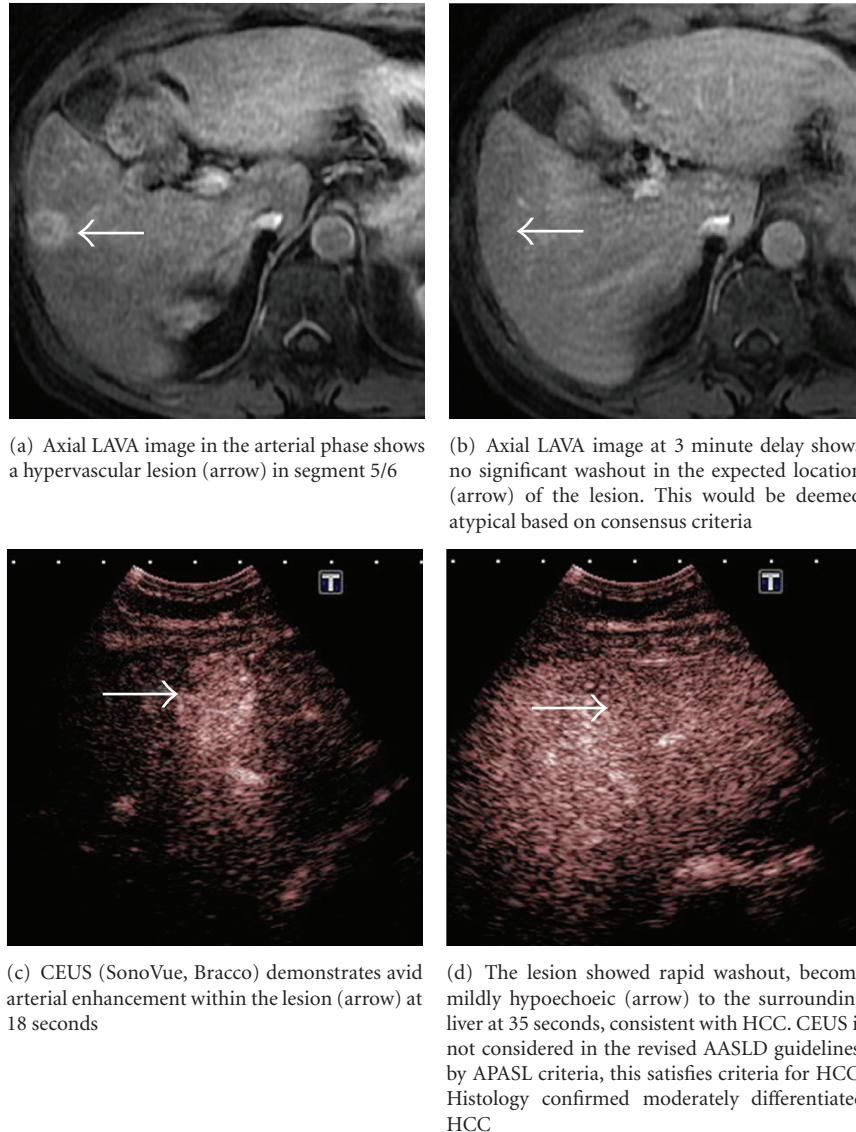 T
T
(a) Axial LAVA image in the arterial phase shows
a hypervascular lesion (arrow) in segment 5/6
(b) Axial LAVA image at 3 minute delay shows
no significant washout in the expected location
(arrow) of the lesion. This would be deemed
atypical based on consensus criteria
(c) CEUS (SonoVue, Bracco) demonstrates avid
arterial enhancement within the lesion (arrow) at
18 seconds
(d) The lesion showed rapid washout, becom
mildly hypoechoeic (arrow) to the surroundin
liver at 35 seconds, consistent with HCC. CEUS i
not considered in the revised AASLD guidelines
by APASL criteria, this satisfies criteria for HCC
Histology confirmed moderately differentiated
HCC